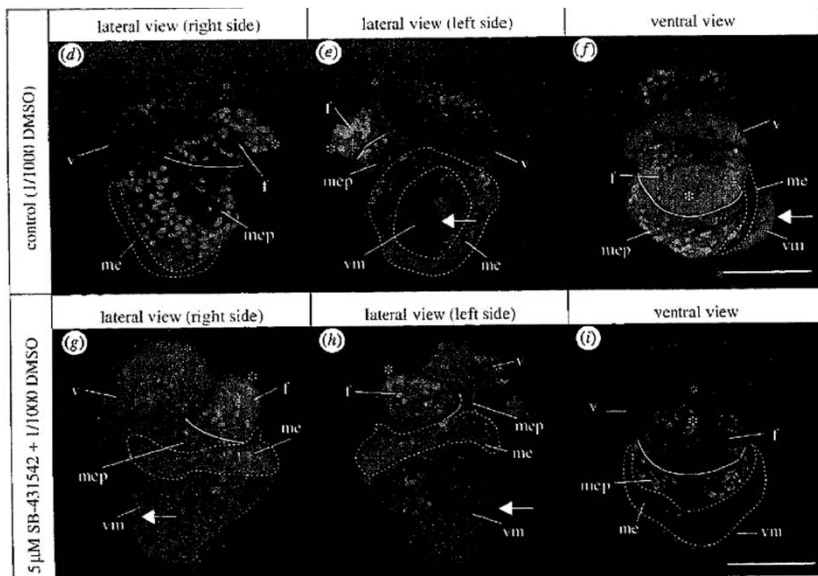 lateral view (right side)
lateral view (left side)
ventral view
control (1/1000 DMSO)
(d)
v
f
mep
me
(e)
f
mep
v
vm
me
(f)
v
f
me
mep
vm
lateral view (right side)
lateral view (left side)
ventral view
5 µM SB-431542 + 1/1000 DMSO
(g)
v
f
me
mep
vm
(h)
f
v
mep
me
vm
(i)
v
f
mep
me
vm